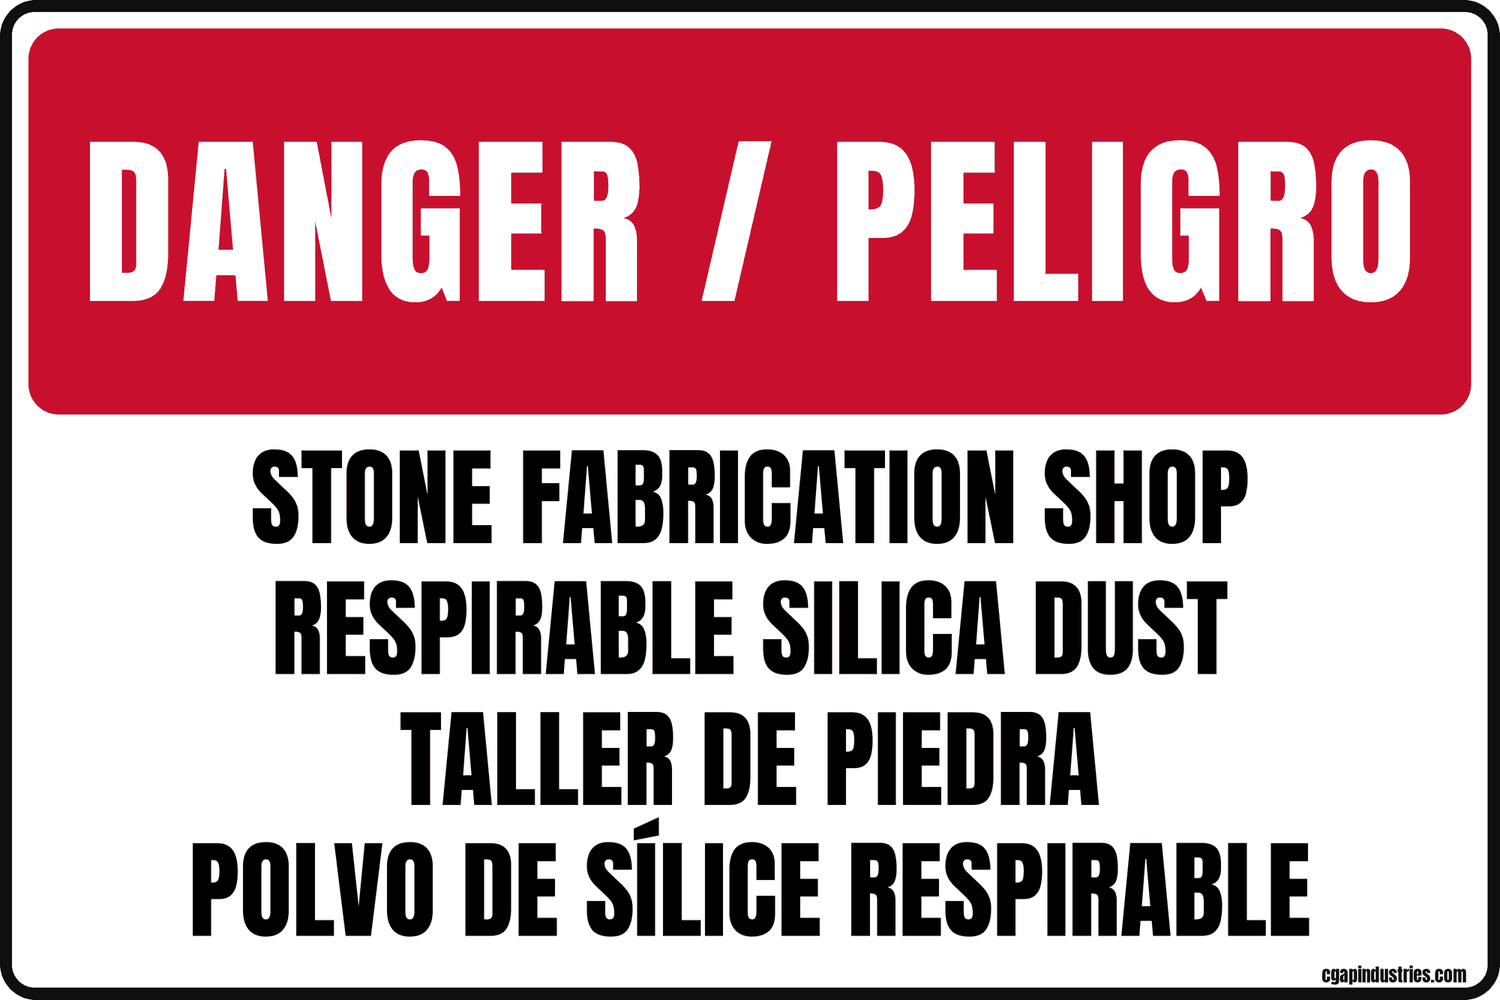 DANGER / PELIGRO
STONE FABRICATION SHOP
RESPIRABLE SILICA DUST
TALLER DE PIEDRA
POLVO DE SÍLICE RESPIRABLE
cgapindustries.com